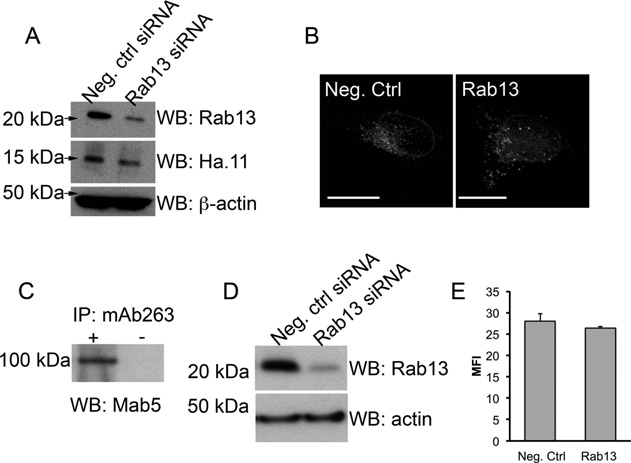 A
Neg. ctrl siRNA
Rab13 siRNA
20 kDa
WB: Rab13
15 kDa
WB: Ha.11
50 kDa
WB: β-actin
B
Neg. Ctrl
Rab13
C
IP: mAb263
+ -
100 kDa
WB: Mab5
D
Neg. ctrl siRNA
Rab13 siRNA
20 kDa
WB: Rab13
50 kDa
WB: actin
E
35
30
25
20
15
10
5
0
MFI
Neg. Ctrl Rab13